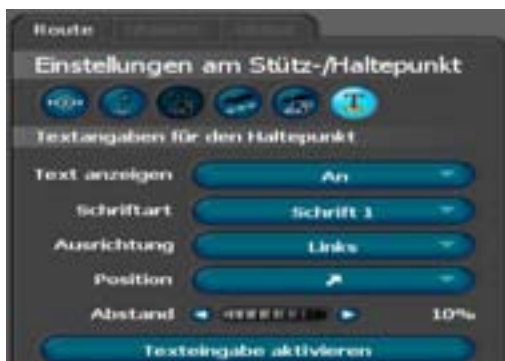 Route
Einstellungen am Stütz-/Haltepunkt
Textangaben für den Haltepunkt
Text anzeigen An
Schriftart Schrift 1
Ausrichtung Links
Position
Abstand 10%
Texteingabe aktivieren